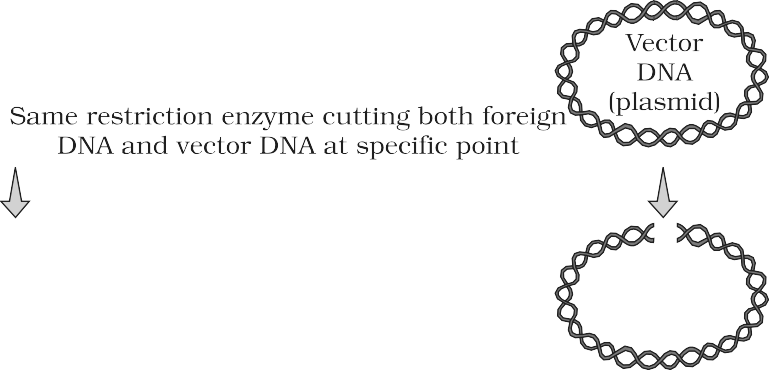 Vector
DNA
(plasmid)
Same restriction enzyme cutting both foreign
DNA and vector DNA at specific point